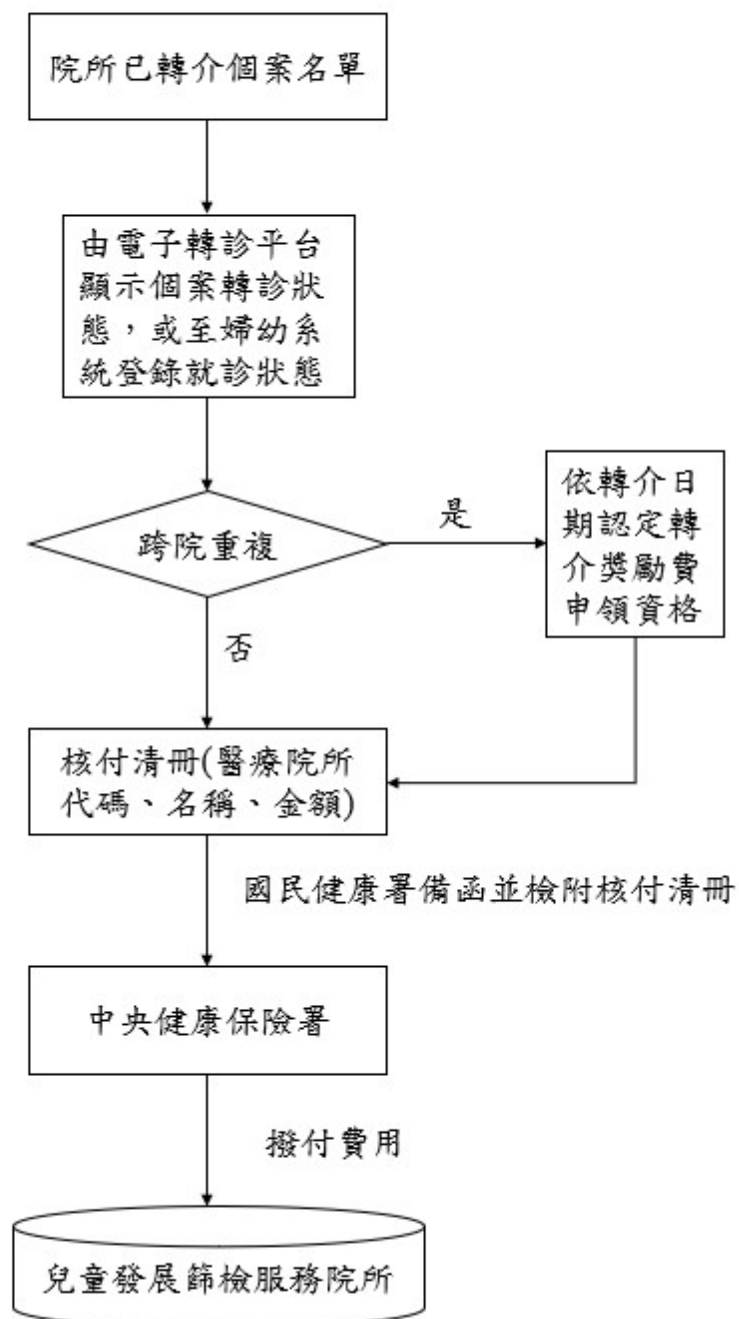 院所已轉介個案名單
由電子轉診平台
顯示個案轉診狀
態，或至婦幼系
統登錄就診狀態
跨院重複
是
依轉介日
期認定轉
介獎勵費
申領資格
否
核付清冊(醫療院所
代碼、名稱、金額)
國民健康署備函並檢附核付清冊
中央健康保險署
撥付費用
兒童發展篩檢服務院所